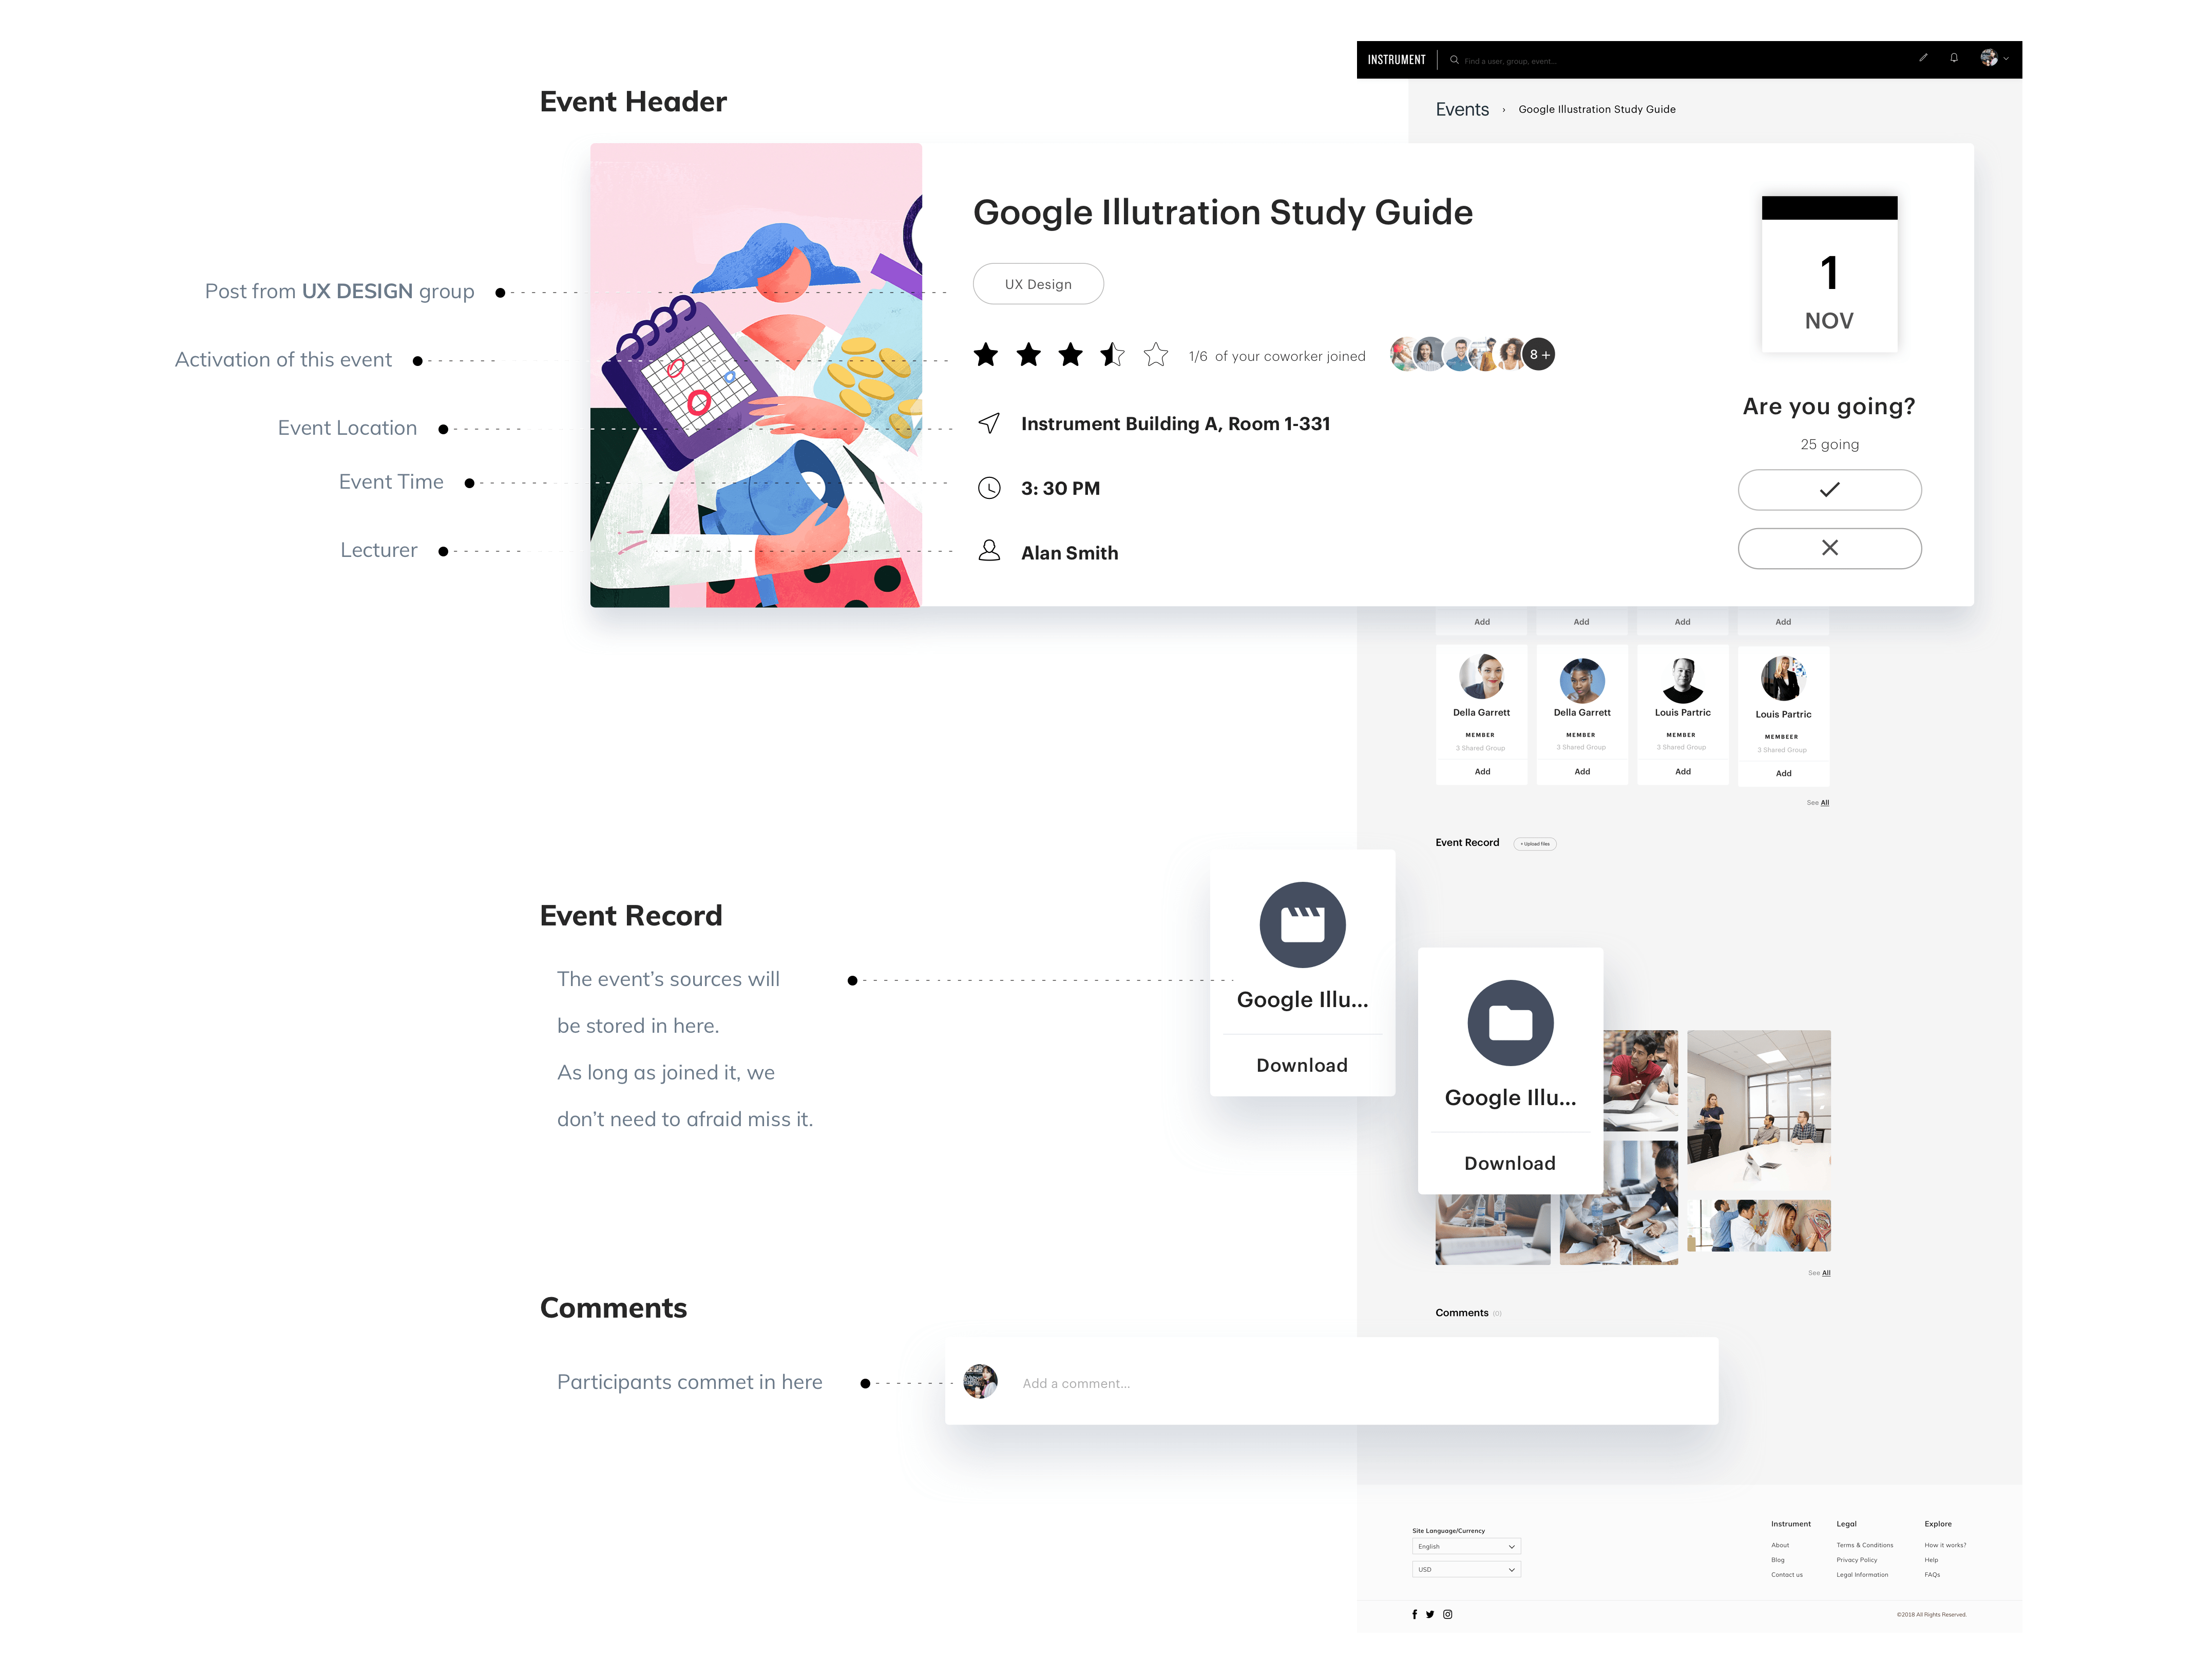 INSTRUMENT
Find a user, group, event...
Event Header
Events › Google Illustration Study Guide
Google Illutration Study Guide
UX Design
1/6 of your coworker joined
8 +
Instrument Building A, Room 1-331
3: 30 PM
Alan Smith
1
NOV
Are you going?
25 going
Post from UX DESIGN group
Activation of this event
Event Location
Event Time
Lecturer
Add Add Add Add
Della Garrett Della Garrett Louis Partric Louis Partric
MEMBER MEMBER MEMBER MEMBEER
3 Shared Group 3 Shared Group 3 Shared Group 3 Shared Group
Add Add Add Add
See All
Event Record + Upload files
Event Record
The event’s sources will
be stored in here.
As long as joined it, we
don’t need to afraid miss it.
Google Illu...
Download
Google Illu...
Download
See All
Comments (0)
Comments
Participants commet in here
Add a comment...
Site Language/Currency
English
USD
Instrument
About
Blog
Contact us
Legal
Terms & Conditions
Privacy Policy
Legal Information
Explore
How it works?
Help
FAQs
©2018 All Rights Reserved.